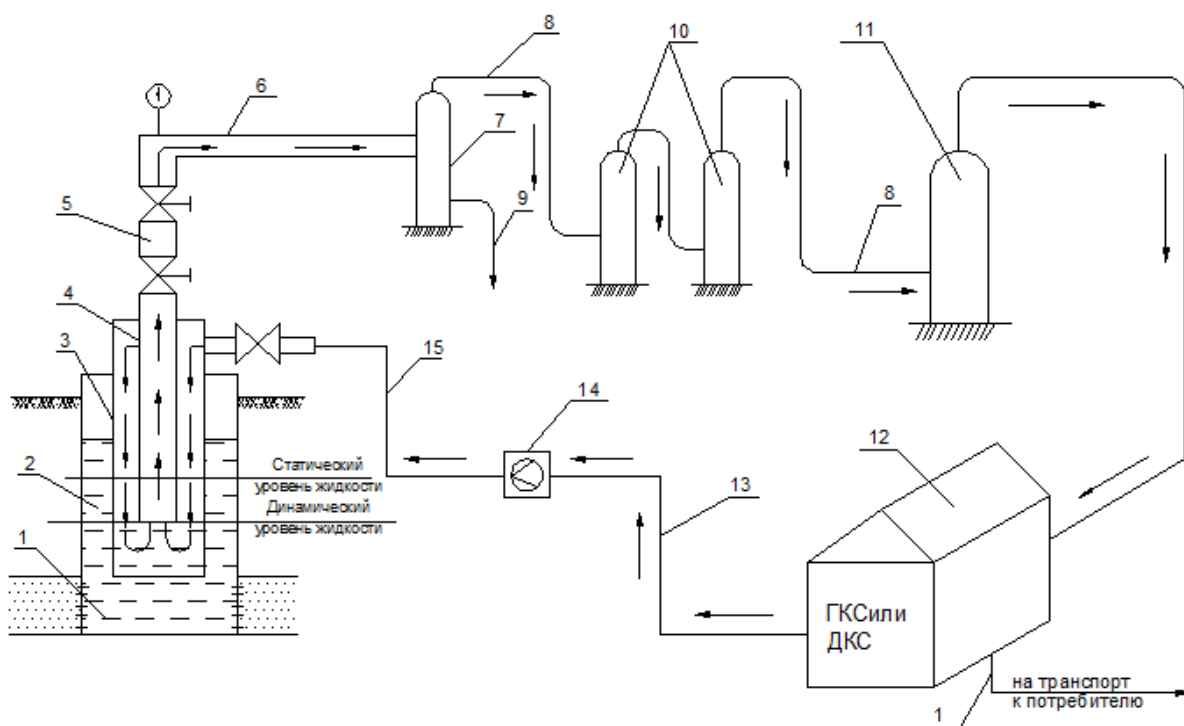 8
10
11
6
7
5
9
8
4
3
15
14
12
2
Статический
уровень жидкости
13
Динамический
уровень жидкости
1
ГКСили
ДКС
на транспорт
к потребителю
1